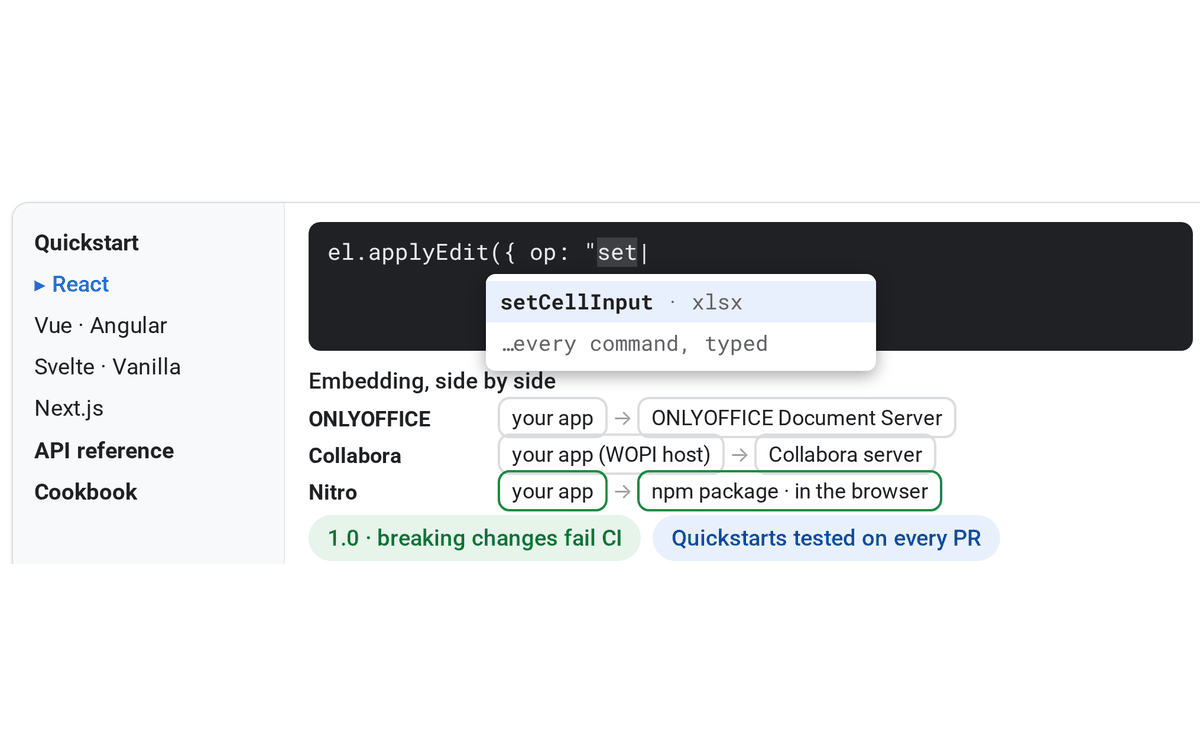 Quickstart
▸ React
Vue · Angular
Svelte · Vanilla
Next.js
API reference
Cookbook
el.applyEdit({ op: "set|
setCellInput · xlsx
…every command, typed
Embedding, side by side
ONLYOFFICE your app → ONLYOFFICE Document Server
Collabora your app (WOPI host) → Collabora server
Nitro your app → npm package · in the browser
1.0 · breaking changes fail CI Quickstarts tested on every PR